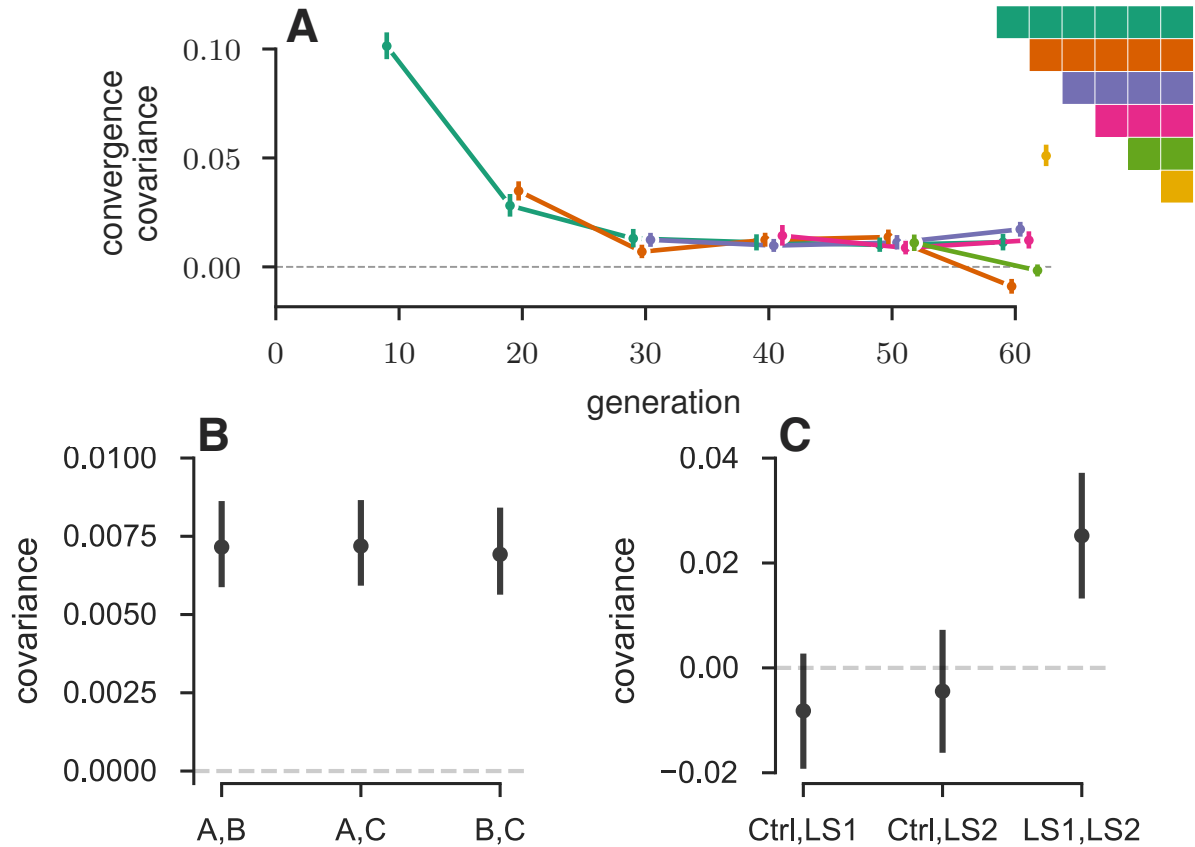 A
convergence
covariance
0.10
0.05
0.00
0 10 20 30 40 50 60
generation
B
covariance
0.0100
0.0075
0.0050
0.0025
0.0000
A,B A,C B,C
C
covariance
0.04
0.02
0.00
−0.02
Ctrl,LS1 Ctrl,LS2 LS1,LS2